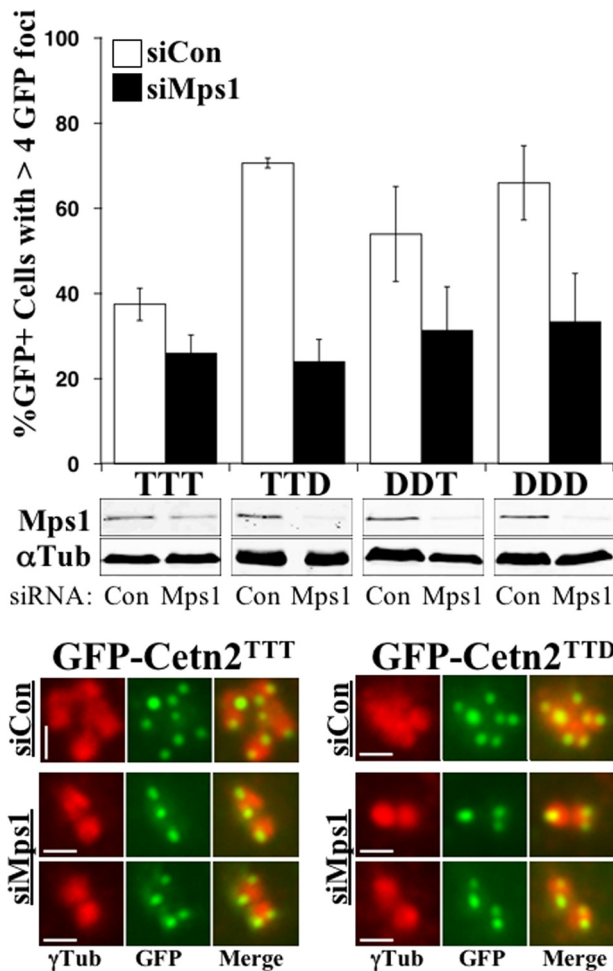 %GFP+ Cells with > 4 GFP foci
100
80
60
40
20
0
siCon
siMps1
TTT TTD DDT DDD
Mps1
αTub
siRNA: Con Mps1 Con Mps1 Con Mps1 Con Mps1
GFP-Cetn2TTT GFP-Cetn2TTD
siCon siCon
siMps1 siMps1
γTub GFP Merge γTub GFP Merge